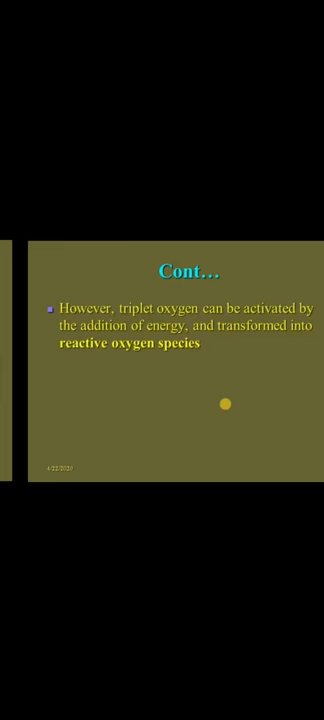 Cont…
However, triplet oxygen can be activated by
the addition of energy, and transformed into
reactive oxygen species
4/22/2020